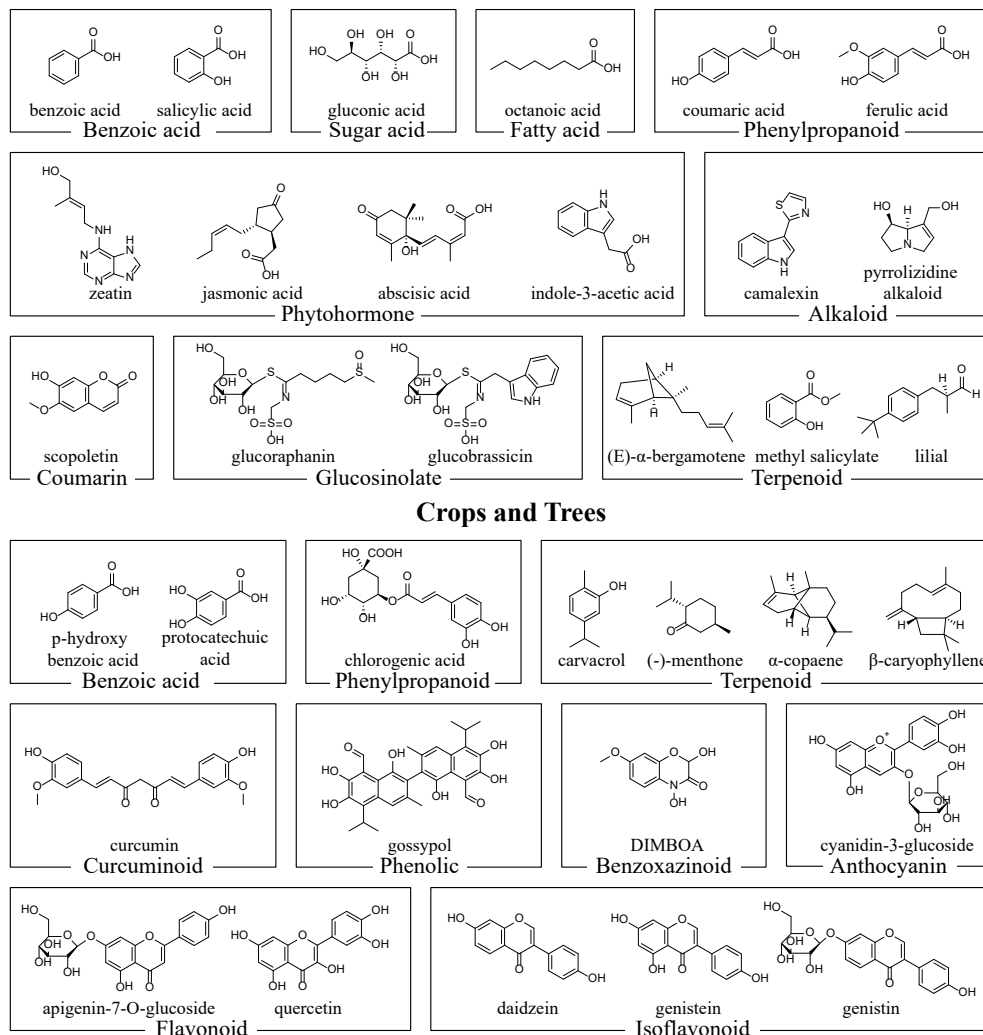 benzoic acid salicylic acid
Benzoic acid
gluconic acid
Sugar acid
octanoic acid
Fatty acid
coumaric acid ferulic acid
Phenylpropanoid
zeatin jasmonic acid abscisic acid indole-3-acetic acid
Phytohormone
camalexin pyrrolizidine
alkaloid
Alkaloid
scopoletin
Coumarin
glucoraphanin glucobrassicin
Glucosinolate
(E)-α-bergamotene methyl salicylate lilial
Terpenoid
Crops and Trees
p-hydroxy
benzoic acid
protocatechuic
acid
Benzoic acid
chlorogenic acid
Phenylpropanoid
carvacrol (-)-menthone α-copaene β-caryophyllene
Terpenoid
curcumin
Curcuminoid
gossypol
Phenolic
DIMBOA
Benzoxazinoid
cyanidin-3-glucoside
Anthocyanin
apigenin-7-O-glucoside quercetin
Flavonoid
daidzein genistein genistin
Isoflavonoid